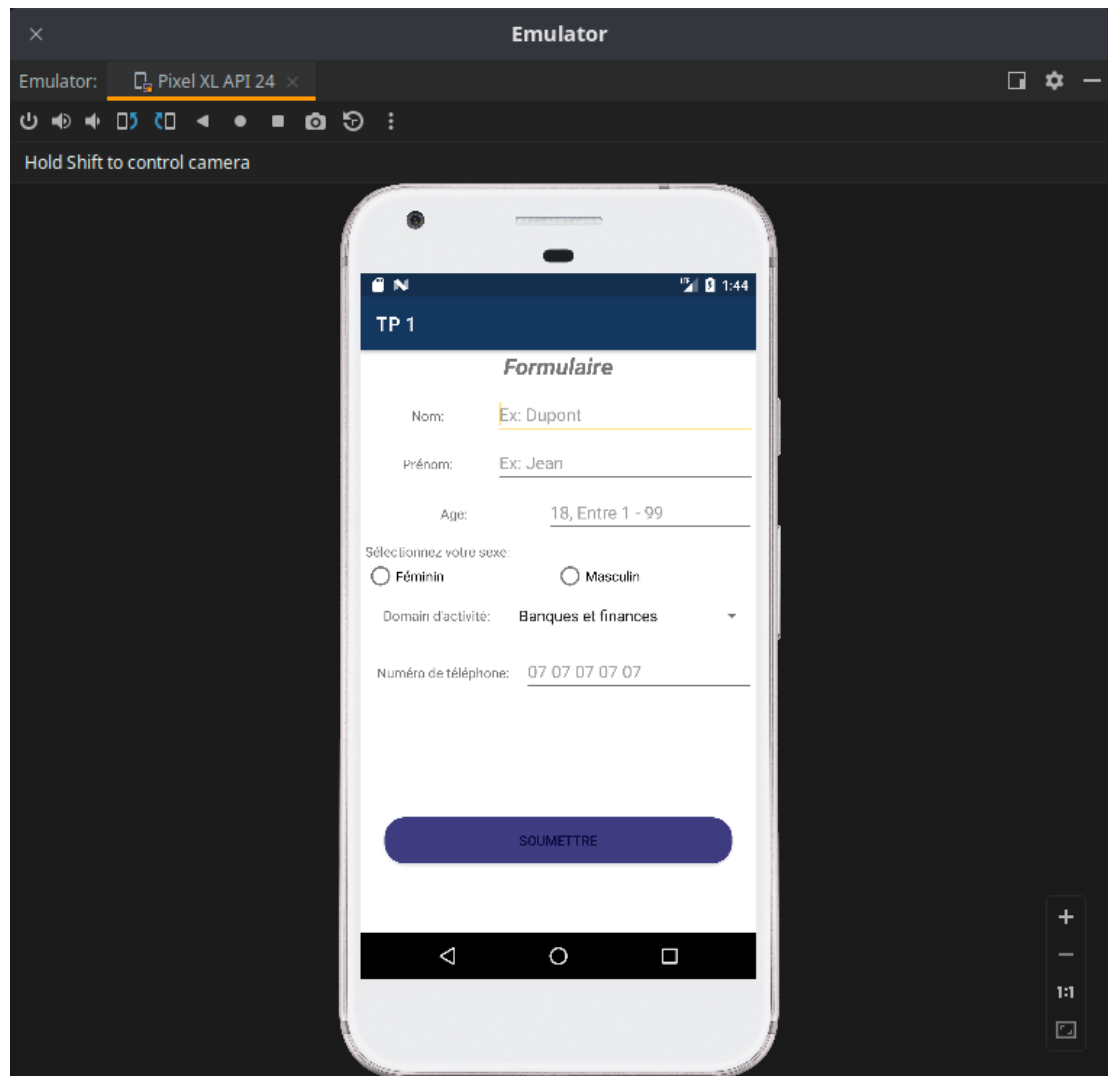 Emulator
Emulator: Pixel XL API 24
Hold Shift to control camera
LTE 1:44
TP 1
Formulaire
Nom: Ex: Dupont
Prénom: Ex: Jean
Age: 18, Entre 1 - 99
Sélectionnez votre sexe:
Féminin Masculin
Domain d'activité: Banques et finances
Numéro de téléphone: 07 07 07 07 07
SOUMETTRE
1:1